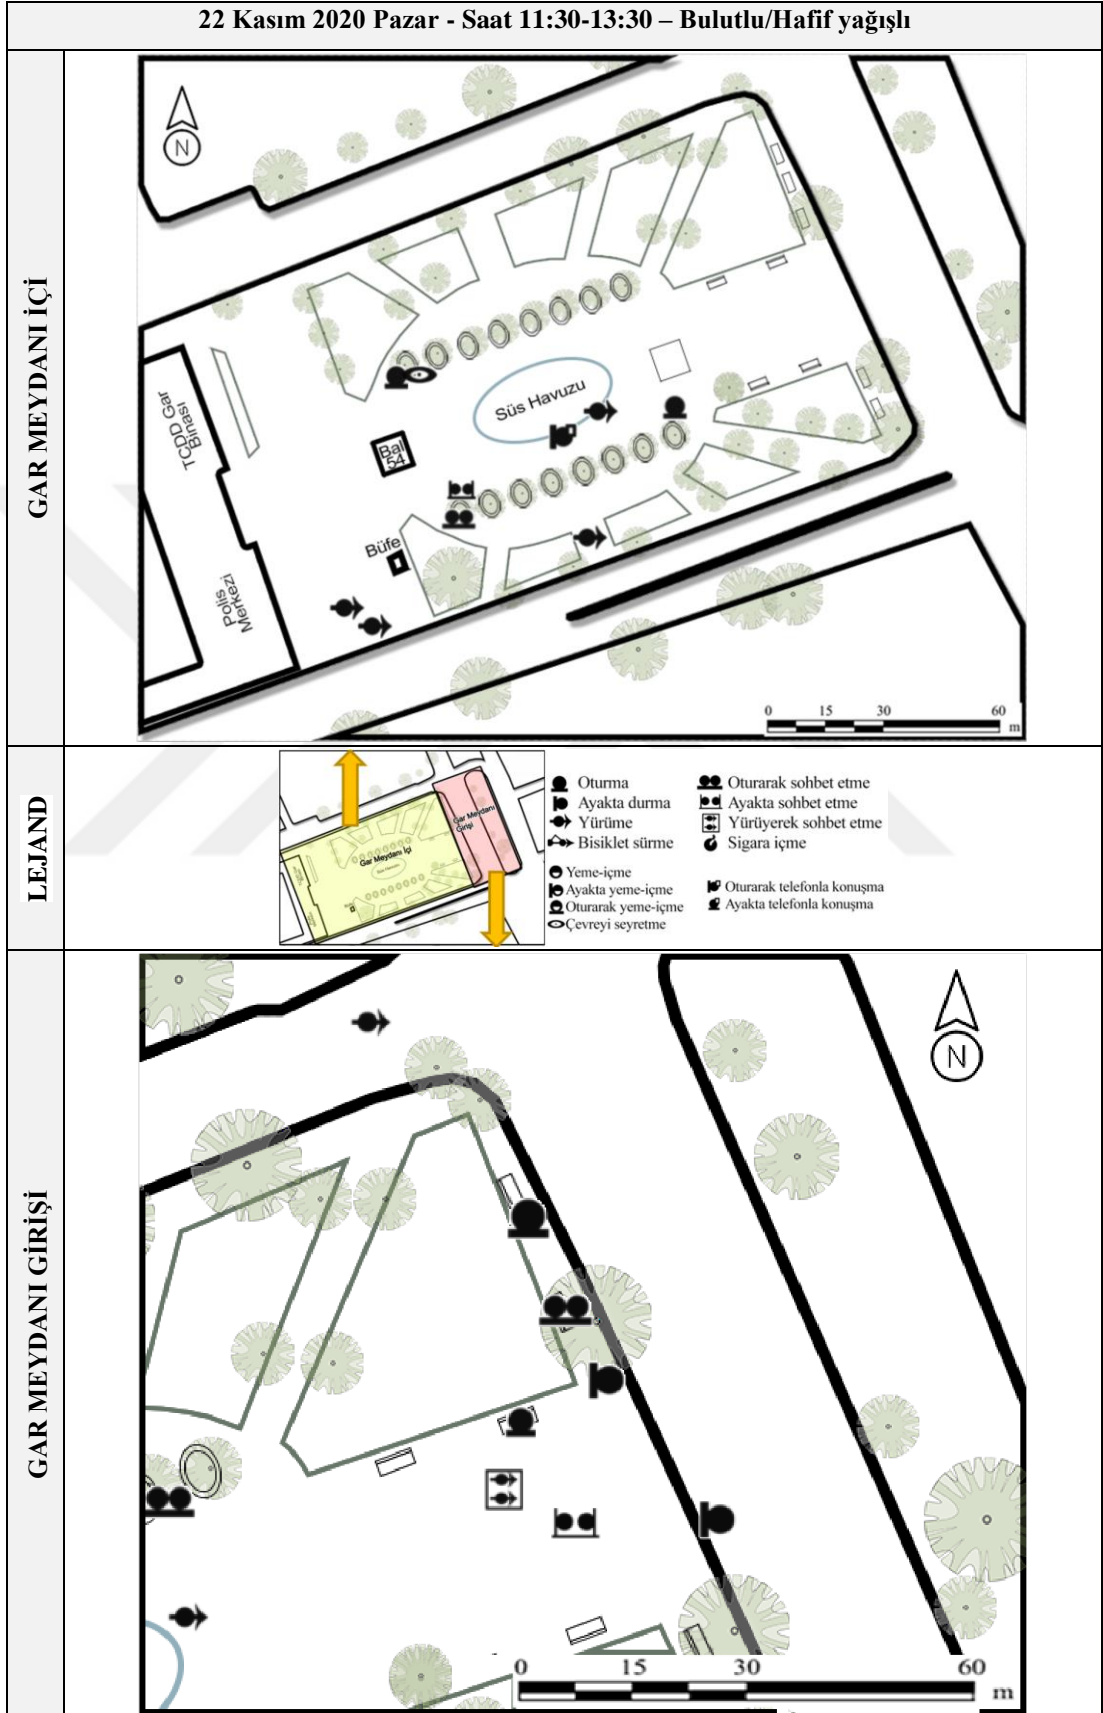 22 Kasım 2020 Pazar - Saat 11:30-13:30 – Bulutlu/Hafif yağışlı
GAR MEYDANI İÇİ
N
Süs Havuzu
TCDD Gar
Binası
Bal
54
Büfe
Polis
Merkezi
0 15 30 60
m
LEJAND
Gar Meydanı
Girişi
Gar Meydanı İçi
Oturma
Ayakta durma
Yürüme
Bisiklet sürme
Yeme-içme
Ayakta yeme-içme
Oturarak yeme-içme
Çevreyi seyretme
Oturarak sohbet etme
Ayakta sohbet etme
Yürüyerek sohbet etme
Sigara içme
Oturarak telefonla konuşma
Ayakta telefonla konuşma
GAR MEYDANI GİRİŞİ
N
0 15 30 60
m